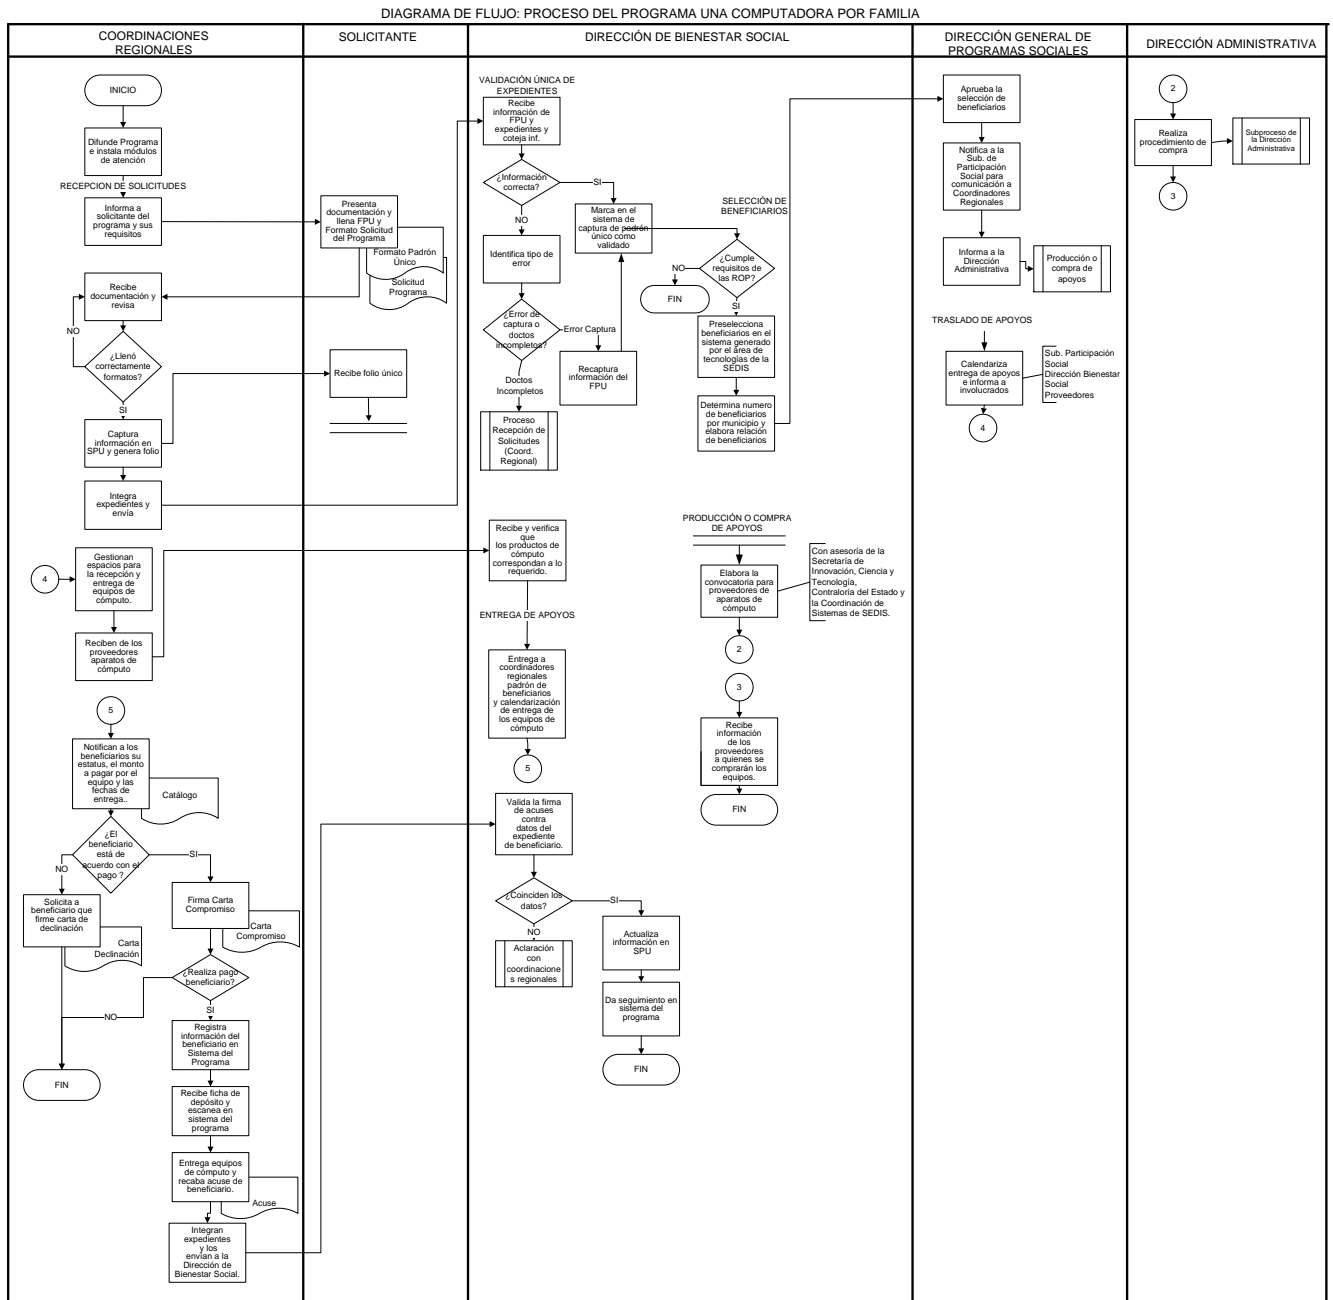 DIAGRAMA DE FLUJO: PROCESO DEL PROGRAMA UNA COMPUTADORA POR FAMILIA
COORDINACIONES
REGIONALES
SOLICITANTE
DIRECCIÓN DE BIENESTAR SOCIAL
DIRECCIÓN GENERAL DE
PROGRAMAS SOCIALES
DIRECCIÓN ADMINISTRATIVA
INICIO
Difunde Programa
e instala módulos
de atención
RECEPCION DE SOLICITUDES
Informa a
solicitante del
programa y sus
requisitos
Recibe
documentación y
revisa
NO
¿Llenó
correctamente
formatos?
SI
Captura
información en
SPU y genera folio
Integra
expedientes y
envía
4
Gestionan
espacios para
la recepción y
entrega de
equipos de
cómputo.
Reciben de los
proveedores
aparatos de
cómputo
5
Notifican a los
beneficiarios su
estatus, el monto
a pagar por el
equipo y las
fechas de
entrega..
Catálogo
¿El
beneficiario
está de
acuerdo con el
pago ?
NO
SI
Solicita a
beneficiario que
firme carta de
declinación
Carta
Declinación
Firma Carta
Compromiso
Carta
Compromiso
¿Realiza pago
beneficiario?
NO
SI
Registra
información del
beneficiario en
Sistema del
Programa
FIN
Recibe ficha de
depósito y
escanea en
sistema del
programa
Entrega equipos
de cómputo y
recaba acuse de
beneficiario.
Acuse
Integran
expedientes
y los
envían a la
Dirección de
Bienestar Social.
Presenta
documentación y
llena FPU y
Formato Solicitud
del Programa
Formato Padrón
Único
Solicitud
Programa
Recibe folio único
VALIDACIÓN ÚNICA DE
EXPEDIENTES
Recibe
información de
FPU y
expedientes y
coteja inf.
¿Información
correcta?
SI
NO
Marca en el
sistema de
captura de padrón
único como
validado
Identifica tipo de
error
¿Error de
captura o
doctos
incompletos?
Error Captura
Recaptura
información del
FPU
Doctos
Incompletos
Proceso
Recepción de
Solicitudes
(Coord.
Regional)
SELECCIÓN DE
BENEFICIARIOS
¿Cumple
requisitos de
las ROP?
NO
FIN
SI
Preselecciona
beneficiarios en el
sistema generado
por el área de
tecnologías de la
SEDIS
Determina numero
de beneficiarios
por municipio y
elabora relación
de beneficiarios
Recibe y verifica
que
los productos de
cómputo
correspondan a lo
requerido.
ENTREGA DE APOYOS
Entrega a
coordinadores
regionales
padrón de
beneficiarios
y calendarización
de entrega de
los equipos de
cómputo
5
Valida la firma
de acuses
contra
datos del
expediente
de beneficiario.
¿Coinciden los
datos?
SI
NO
Aclaración
con
coordinacione
s regionales
Actualiza
información en
SPU
Da seguimiento en
sistema del
programa
FIN
PRODUCCIÓN O COMPRA
DE APOYOS
Elabora la
convocatoria para
proveedores de
aparatos de
cómputo
Con asesoría de la
Secretaría de
Innovación, Ciencia y
Tecnología,
Contraloría del Estado y
la Coordinación de
Sistemas de SEDIS.
2
3
Recibe
información
de los
proveedores
a quienes se
comprarán los
equipos.
FIN
Aprueba la
selección de
beneficiarios
Notifica a la
Sub. de
Participación
Social para
comunicación a
Coordinadores
Regionales
Informa a la
Dirección
Administrativa
Producción o
compra de
apoyos
TRASLADO DE APOYOS
Calendariza
entrega de apoyos
e informa a
involucrados
Sub. Participación
Social
Dirección Bienestar
Social
Proveedores
4
2
Realiza
procedimiento de
compra
Subproceso de
la Dirección
Administrativa
3